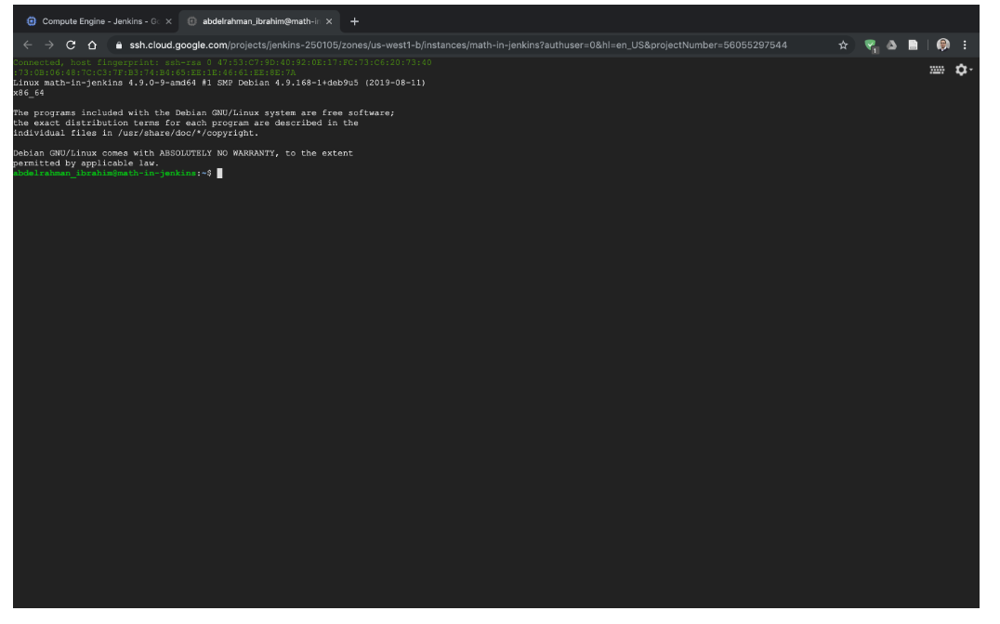 Compute Engine - Jenkins - Go
abdelrahman_ibrahim@math-in
ssh.cloud.google.com/projects/jenkins-250105/zones/us-west1-b/instances/math-in-jenkins?authuser=0&hl=en_US&projectNumber=56055297544
1
Connected, host fingerprint: ssh-rsa 0 47:53:C7:9D:40:92:0E:17:FC:73:C6:20:73:40
:73:0B:06:48:7C:C3:7F:B3:74:B4:65:EE:1E:46:61:EE:8E:7A
Linux math-in-jenkins 4.9.0-9-amd64 #1 SMP Debian 4.9.168-1+deb9u5 (2019-08-11)
x86_64
The programs included with the Debian GNU/Linux system are free software;
the exact distribution terms for each program are described in the
individual files in /usr/share/doc/*/copyright.
Debian GNU/Linux comes with ABSOLUTELY NO WARRANTY, to the extent
permitted by applicable law.
abdelrahman_ibrahim@math-in-jenkins:~$